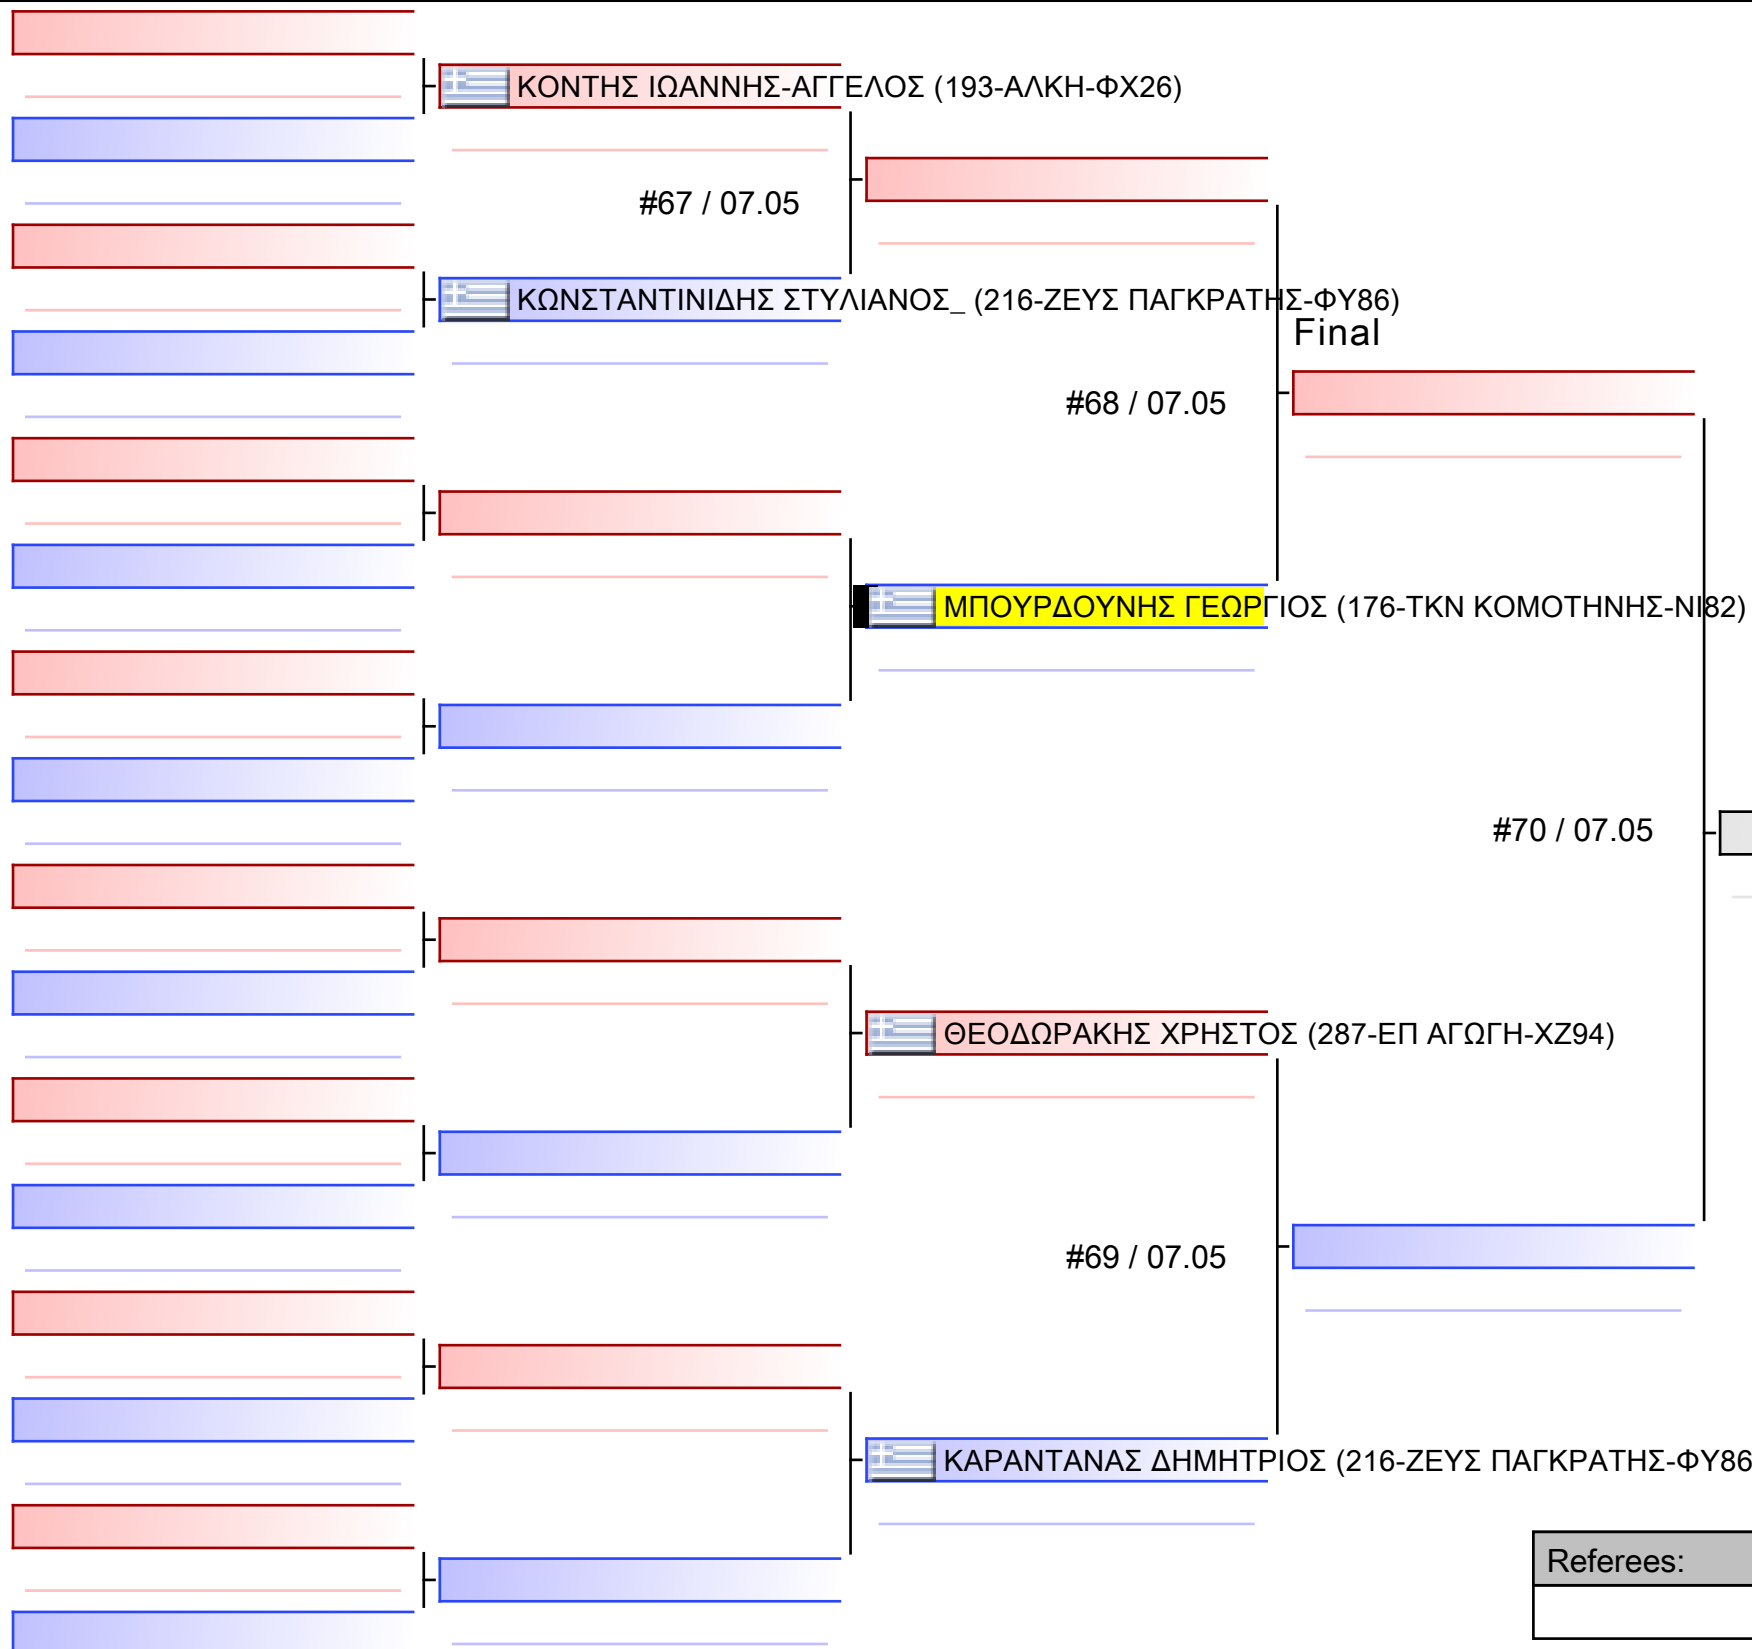 ΚΟΝΤΗΣ ΙΩΑΝΝΗΣ-ΑΓΓΕΛΟΣ (193-ΑΛΚΗ-ΦΧ26)
#67 / 07.05
ΚΩΝΣΤΑΝΤΙΝΙΔΗΣ ΣΤΥΛΙΑΝΟΣ_ (216-ΖΕΥΣ ΠΑΓΚΡΑΤΗΣ-ΦΥ86)
Final
#68 / 07.05
ΜΠΟΥΡΔΟΥΝΗΣ ΓΕΩΡΓΙΟΣ (176-ΤΚΝ ΚΟΜΟΤΗΝΗΣ-ΝΙ82)
#70 / 07.05
ΘΕΟΔΩΡΑΚΗΣ ΧΡΗΣΤΟΣ (287-ΕΠ ΑΓΩΓΗ-ΧΖ94)
#69 / 07.05
ΚΑΡΑΝΤΑΝΑΣ ΔΗΜΗΤΡΙΟΣ (216-ΖΕΥΣ ΠΑΓΚΡΑΤΗΣ-ΦΥ86
Referees: